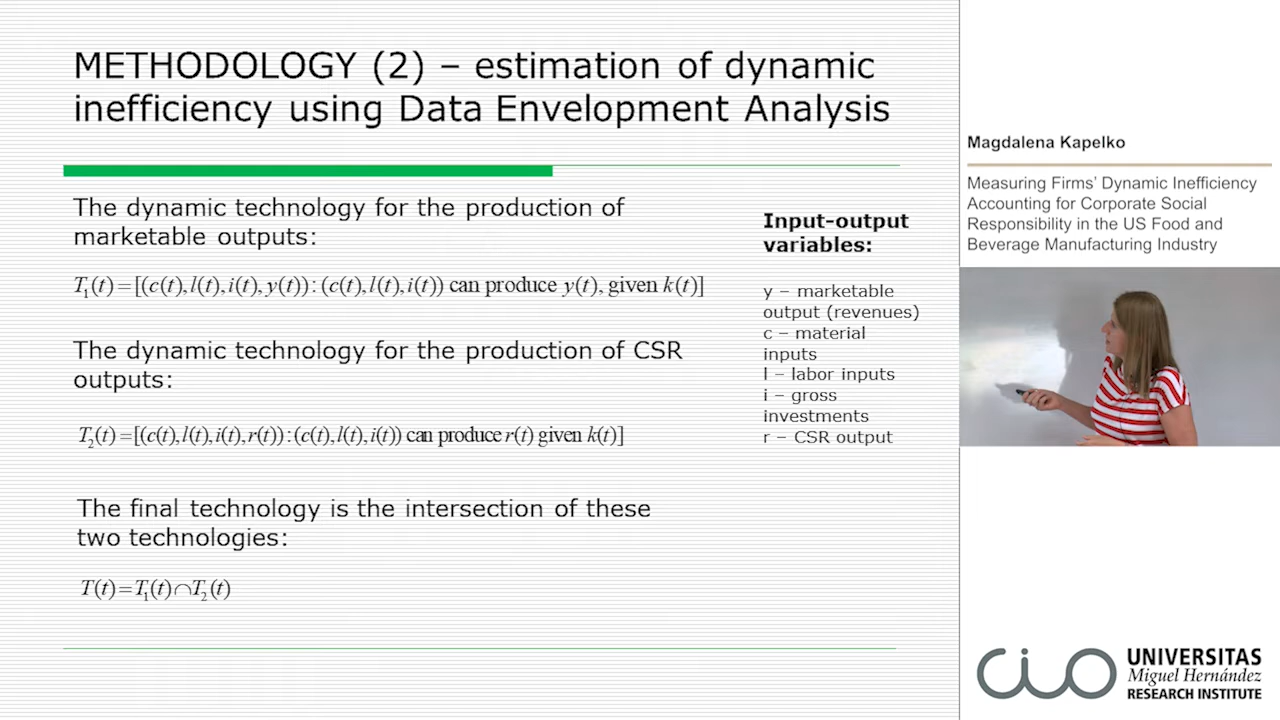 METHODOLOGY (2) – estimation of dynamic
inefficiency using Data Envelopment Analysis
The dynamic technology for the production of
marketable outputs:
T₁(t)=[(c(t),l(t),i(t),y(t)):(c(t),l(t),i(t)) can produce y(t), given k(t)]
The dynamic technology for the production of CSR
outputs:
T₂(t)=[(c(t),l(t),i(t),r(t)):(c(t),l(t),i(t)) can produce r(t) given k(t)]
The final technology is the intersection of these
two technologies:
T(t)=T₁(t)∩T₂(t)
Input-output
variables:
y – marketable
output (revenues)
c – material
inputs
l – labor inputs
i – gross
investments
r – CSR output
Magdalena Kapelko
Measuring Firms' Dynamic Inefficiency
Accounting for Corporate Social
Responsibility in the US Food and
Beverage Manufacturing Industry
cio
UNIVERSITAS
Miguel Hernández
RESEARCH INSTITUTE